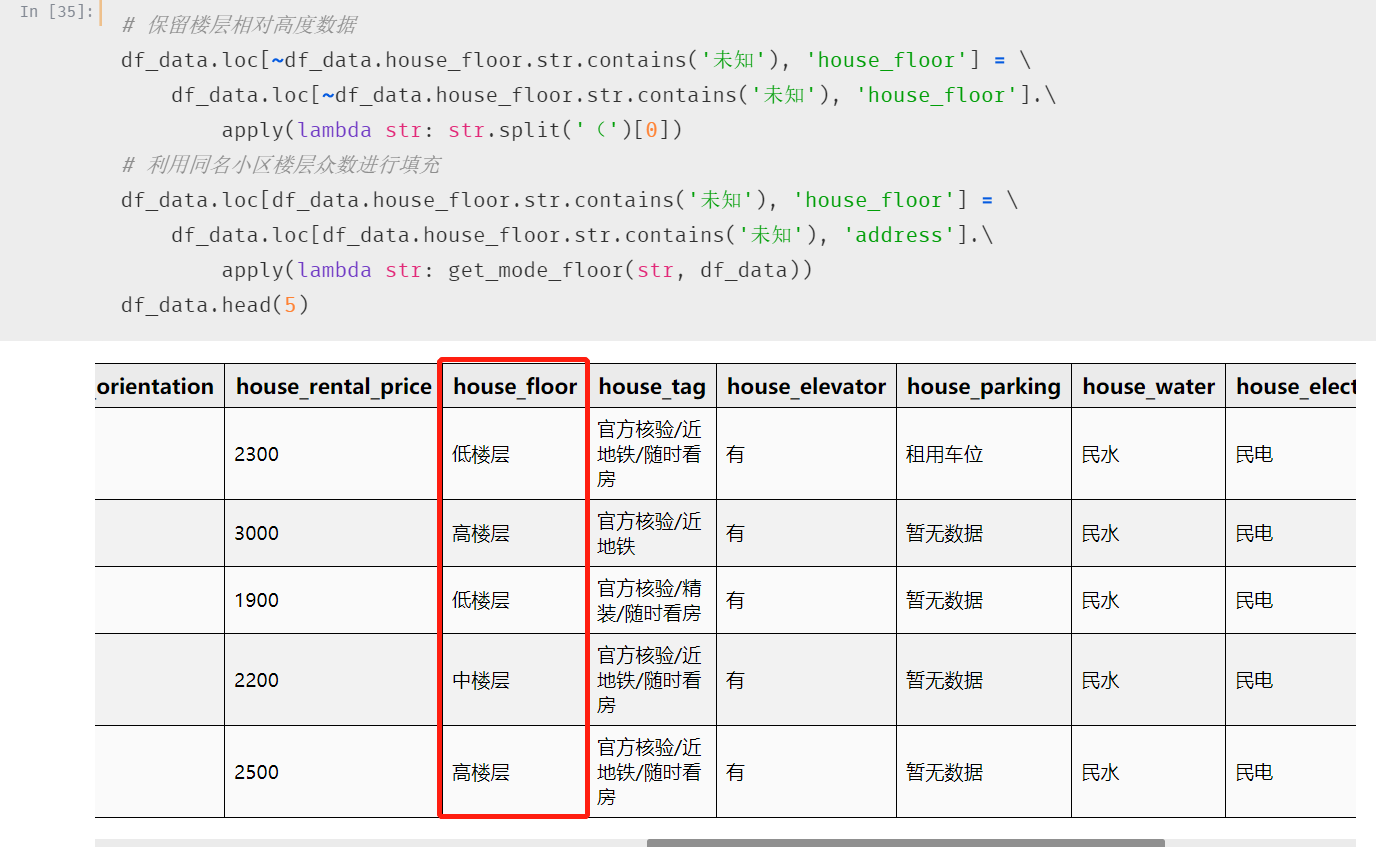 In [35]:
# 保留楼层相对高度数据
df_data.loc[~df_data.house_floor.str.contains('未知'), 'house_floor'] = \
df_data.loc[~df_data.house_floor.str.contains('未知'), 'house_floor'].\
apply(lambda str: str.split('（')[0])
# 利用同名小区楼层众数进行填充
df_data.loc[df_data.house_floor.str.contains('未知'), 'house_floor'] = \
df_data.loc[df_data.house_floor.str.contains('未知'), 'address'].\
apply(lambda str: get_mode_floor(str, df_data))
df_data.head(5)
_orientation house_rental_price house_floor house_tag house_elevator house_parking house_water house_elect
2300 低楼层 官方核验/近 有 租用车位 民水 民电
地铁/随时看
房
3000 高楼层 官方核验/近 有 暂无数据 民水 民电
地铁
1900 低楼层 官方核验/精 有 暂无数据 民水 民电
装/随时看房
2200 中楼层 官方核验/近 有 暂无数据 民水 民电
地铁/随时看
房
2500 高楼层 官方核验/近 有 暂无数据 民水 民电
地铁/随时看
房